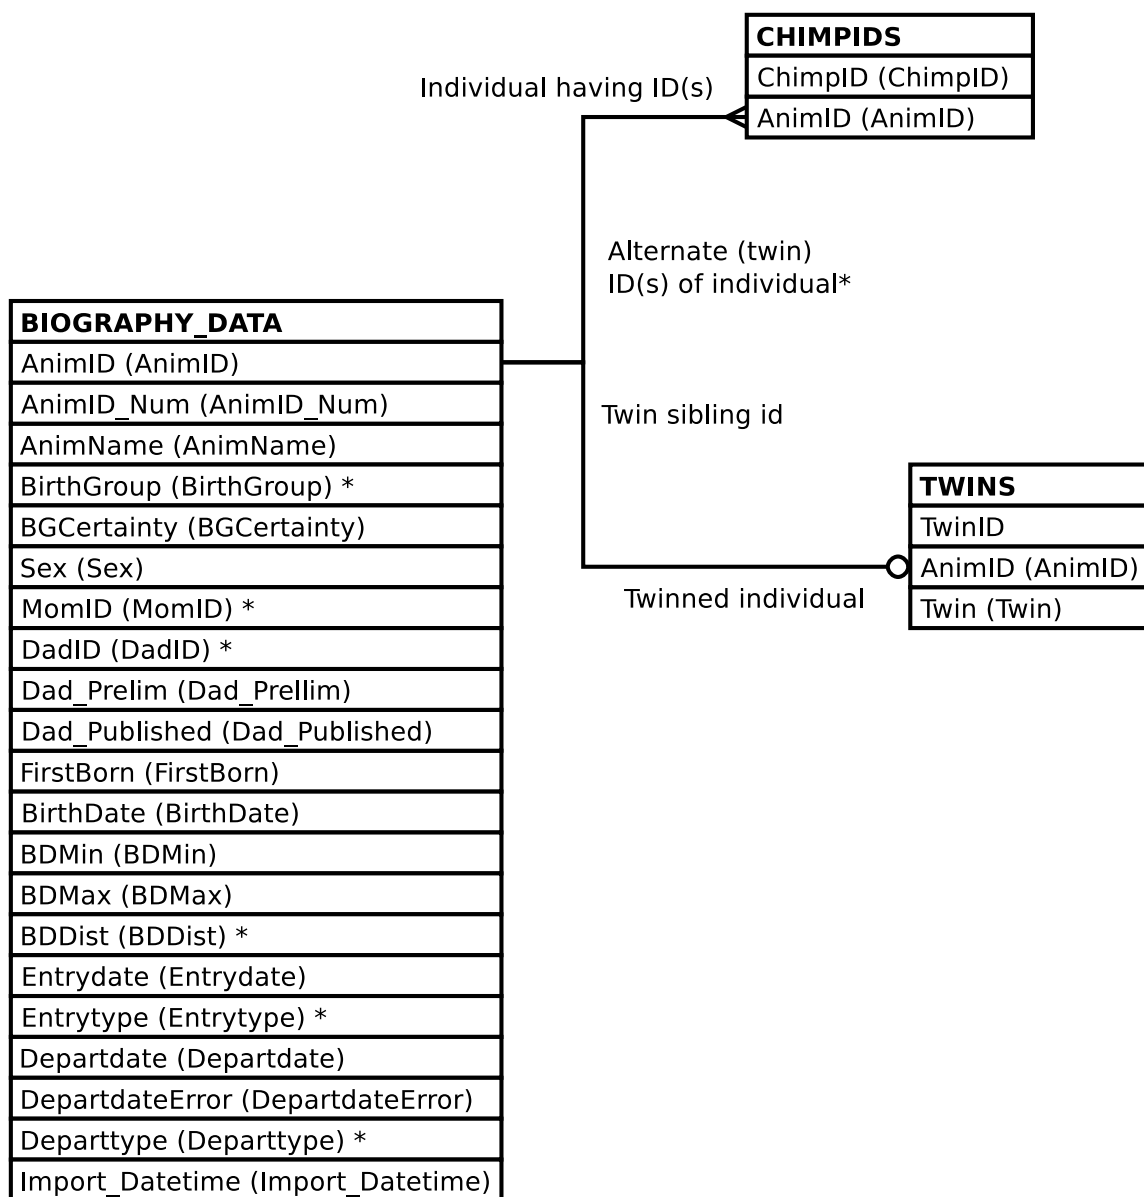 CHIMPIDS
ChimpID (ChimpID)
AnimID (AnimID)
Individual having ID(s)
Alternate (twin)
ID(s) of individual*
BIOGRAPHY_DATA
AnimID (AnimID)
AnimID_Num (AnimID_Num)
AnimName (AnimName)
BirthGroup (BirthGroup) *
BGCertainty (BGCertainty)
Sex (Sex)
MomID (MomID) *
DadID (DadID) *
Dad_Prelim (Dad_Prellim)
Dad_Published (Dad_Published)
FirstBorn (FirstBorn)
BirthDate (BirthDate)
BDMin (BDMin)
BDMax (BDMax)
BDDist (BDDist) *
Entrydate (Entrydate)
Entrytype (Entrytype) *
Departdate (Departdate)
DepartdateError (DepartdateError)
Departtype (Departtype) *
Import_Datetime (Import_Datetime)
Twin sibling id
Twinned individual
TWINS
TwinID
AnimID (AnimID)
Twin (Twin)